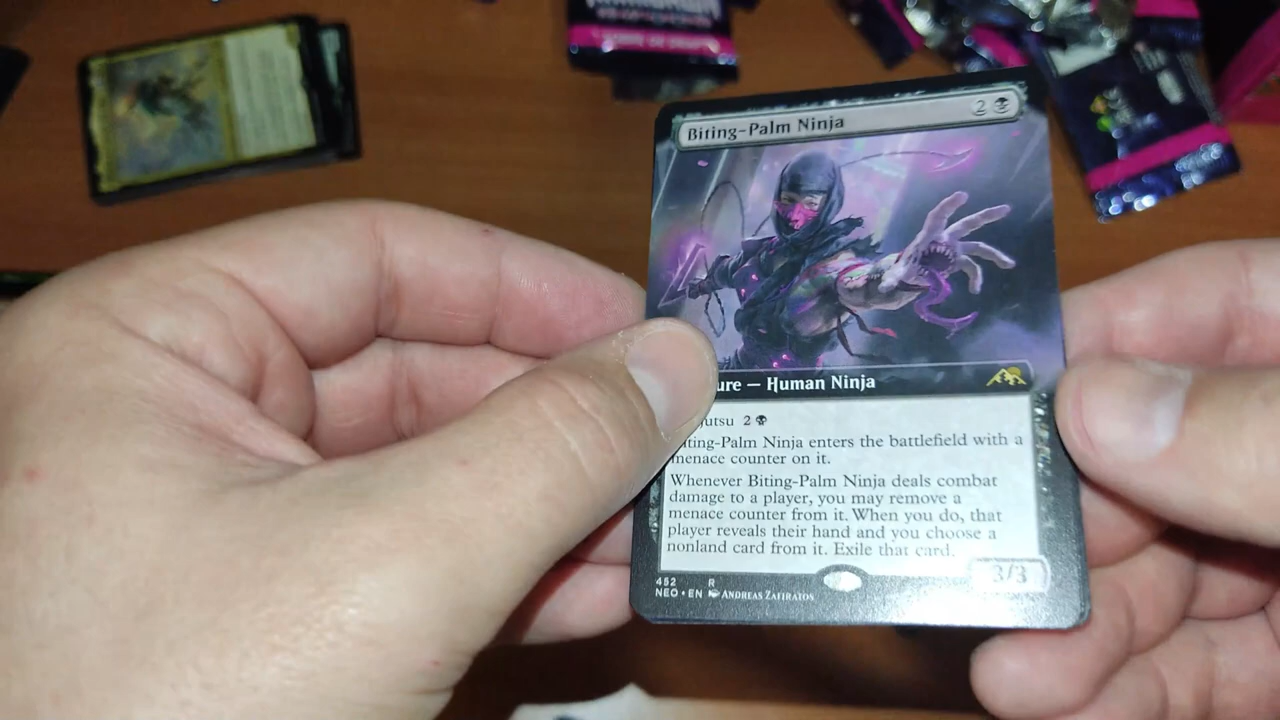 Biting-Palm Ninja 2
ure — Human Ninja
jutsu 2
iting-Palm Ninja enters the battlefield with a
menace counter on it.
Whenever Biting-Palm Ninja deals combat
damage to a player, you may remove a
menace counter from it. When you do, that
player reveals their hand and you choose a
nonland card from it. Exile that card.
3/3
452 R
NEO • EN ANDREAS ZAFIRATOS